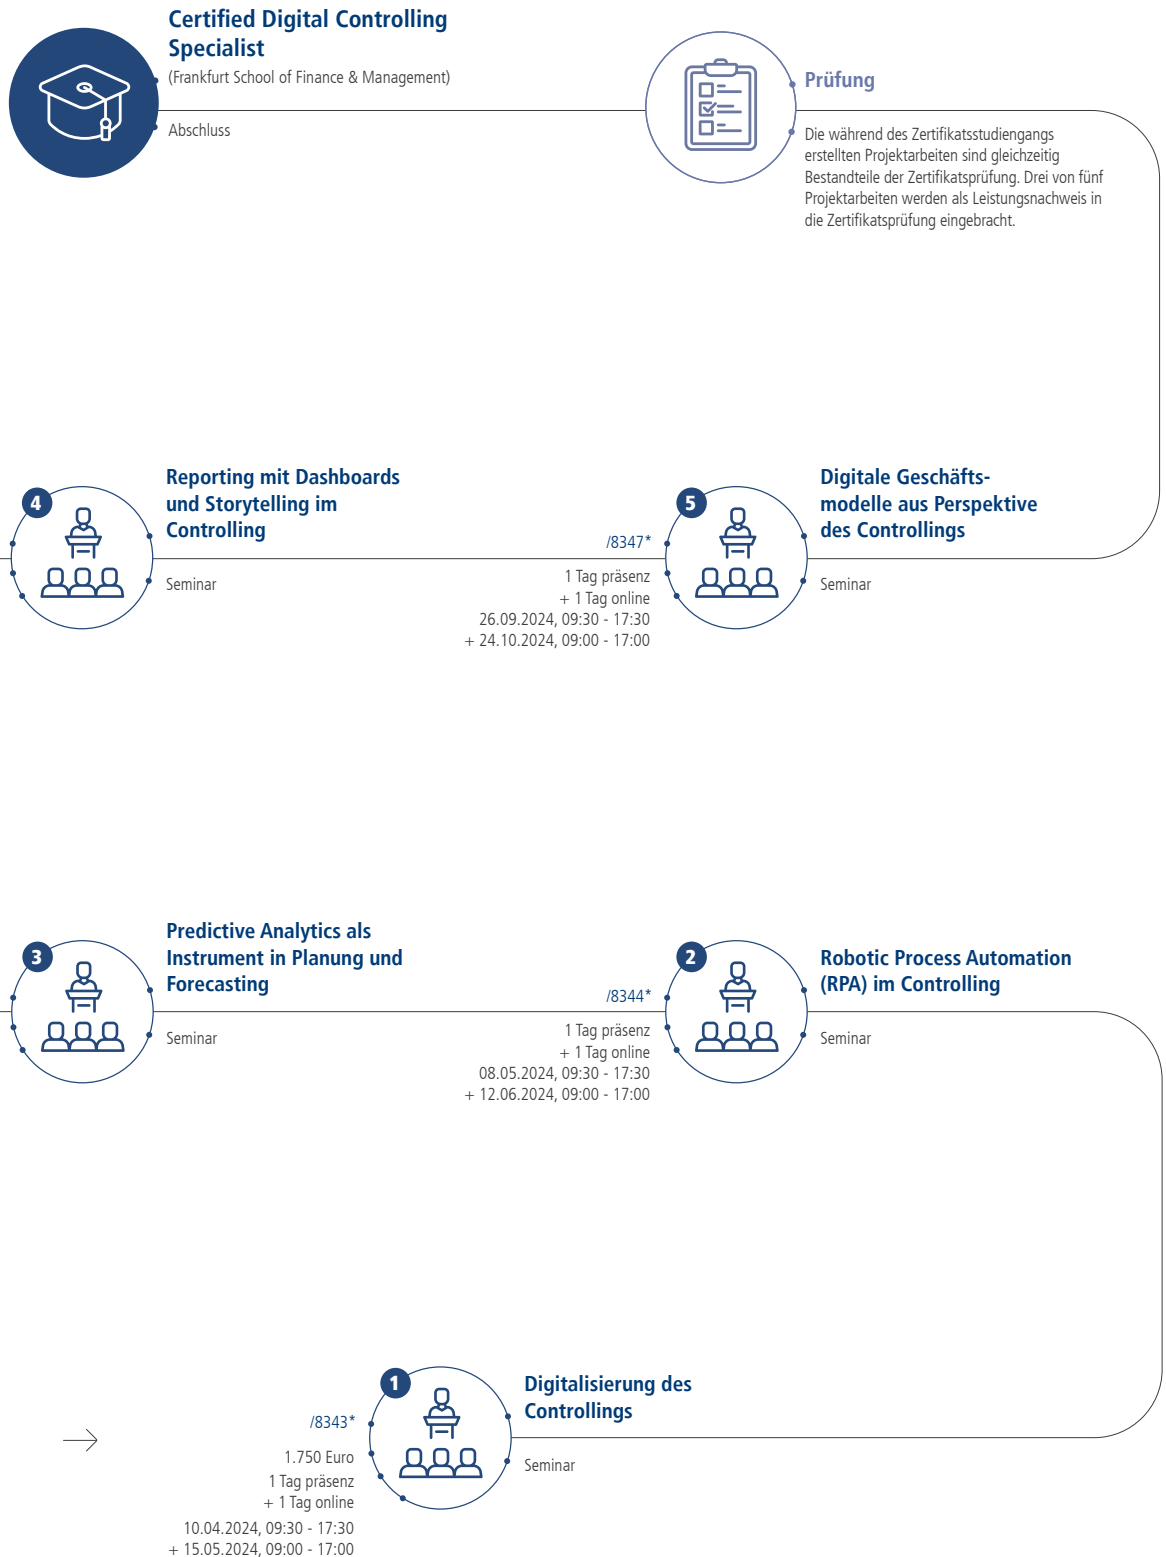 Certified Digital Controlling
Specialist
(Frankfurt School of Finance & Management)
Abschluss
Prüfung
Die während des Zertifikatsstudiengangs
erstellten Projektarbeiten sind gleichzeitig
Bestandteile der Zertifikatsprüfung. Drei von fünf
Projektarbeiten werden als Leistungsnachweis in
die Zertifikatsprüfung eingebracht.
4
Reporting mit Dashboards
und Storytelling im
Controlling
Seminar
/8347*
1 Tag präsenz
+ 1 Tag online
26.09.2024, 09:30 - 17:30
+ 24.10.2024, 09:00 - 17:00
5
Digitale Geschäfts-
modelle aus Perspektive
des Controllings
Seminar
3
Predictive Analytics als
Instrument in Planung und
Forecasting
Seminar
/8344*
1 Tag präsenz
+ 1 Tag online
08.05.2024, 09:30 - 17:30
+ 12.06.2024, 09:00 - 17:00
2
Robotic Process Automation
(RPA) im Controlling
Seminar
/8343*
1.750 Euro
1 Tag präsenz
+ 1 Tag online
10.04.2024, 09:30 - 17:30
+ 15.05.2024, 09:00 - 17:00
1
Digitalisierung des
Controllings
Seminar